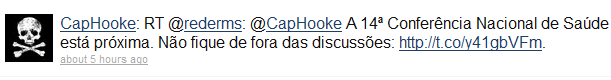 CapHooke: RT @rederms: @CapHooke A 14ª Conferência Nacional de Saúde
está próxima. Não fique de fora das discussões: http://t.co/y41gbVFm.
about 5 hours ago